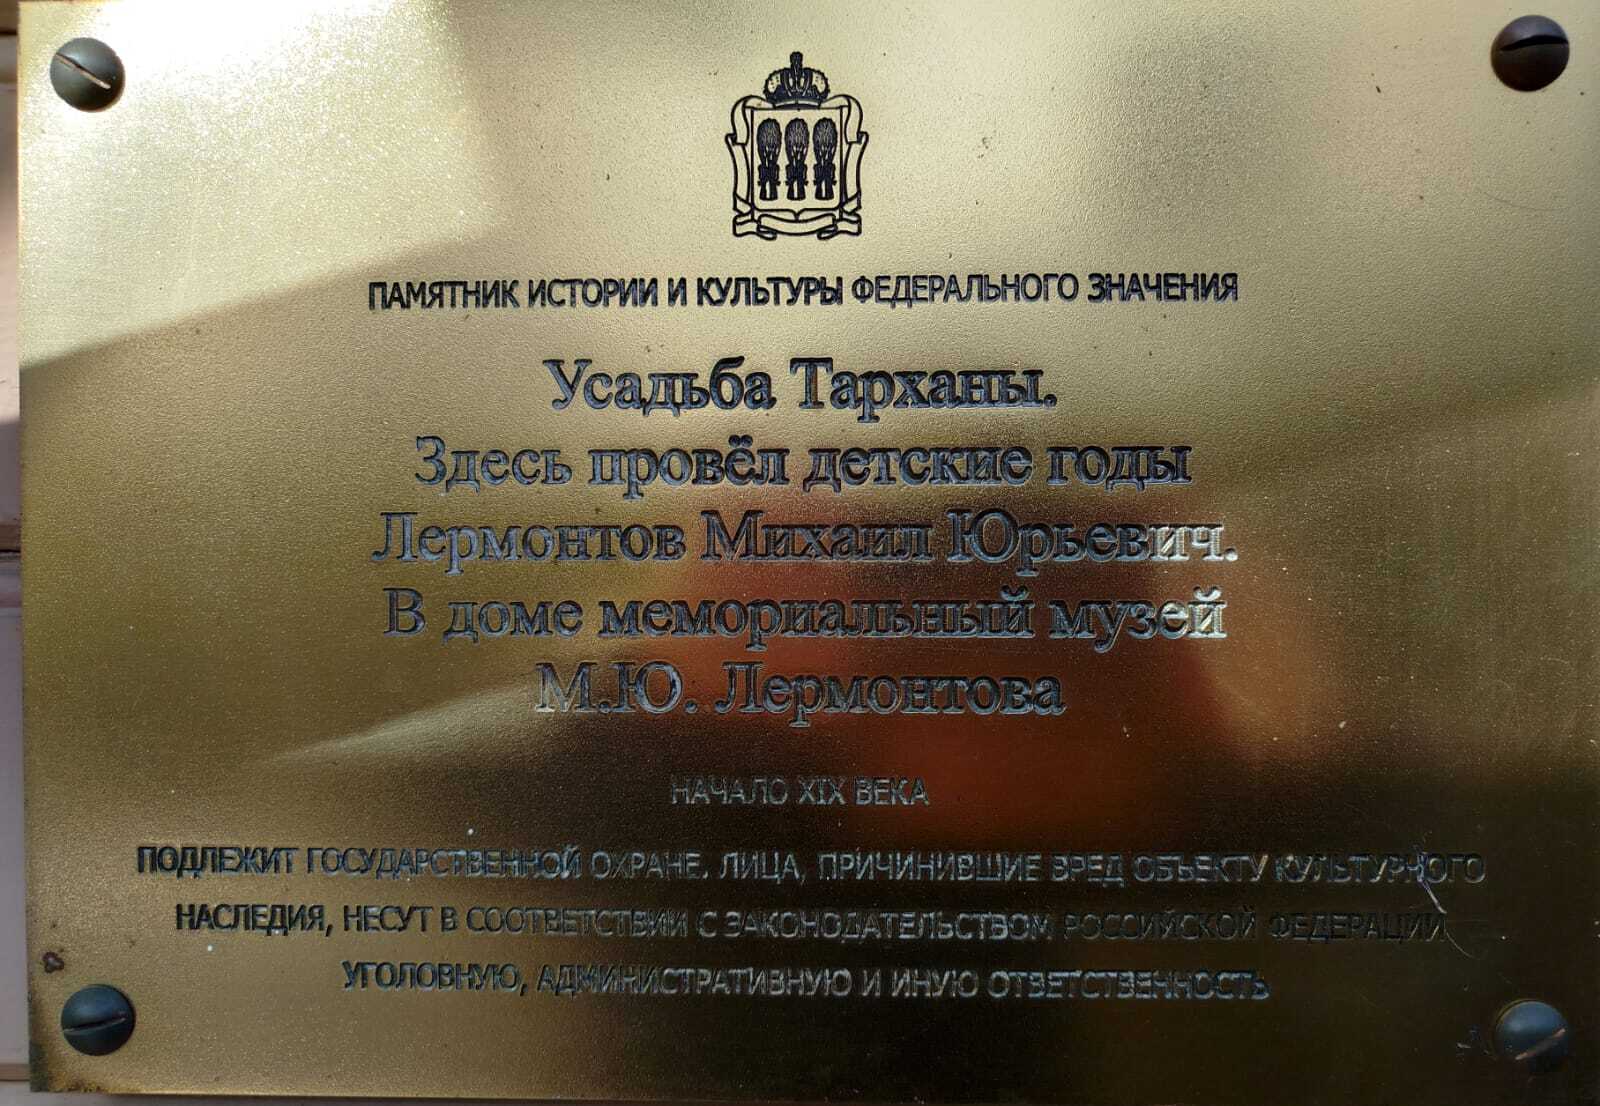 ПАМЯТНИК ИСТОРИИ И КУЛЬТУРЫ ФЕДЕРАЛЬНОГО ЗНАЧЕНИЯ
Усадьба Тарханы.
Здесь провёл детские годы
Лермонтов Михаил Юрьевич.
В доме мемориальный музей
М.Ю. Лермонтова
НАЧАЛО XIX ВЕКА
ПОДЛЕЖИТ ГОСУДАРСТВЕННОЙ ОХРАНЕ. ЛИЦА, ПРИЧИНИВШИЕ ВРЕД ОБЪЕКТУ КУЛЬТУРНОГО
НАСЛЕДИЯ, НЕСУТ В СООТВЕТСТВИИ С ЗАКОНОДАТЕЛЬСТВОМ РОССИЙСКОЙ ФЕДЕРАЦИИ
УГОЛОВНУЮ, АДМИНИСТРАТИВНУЮ И ИНУЮ ОТВЕТСТВЕННОСТЬ